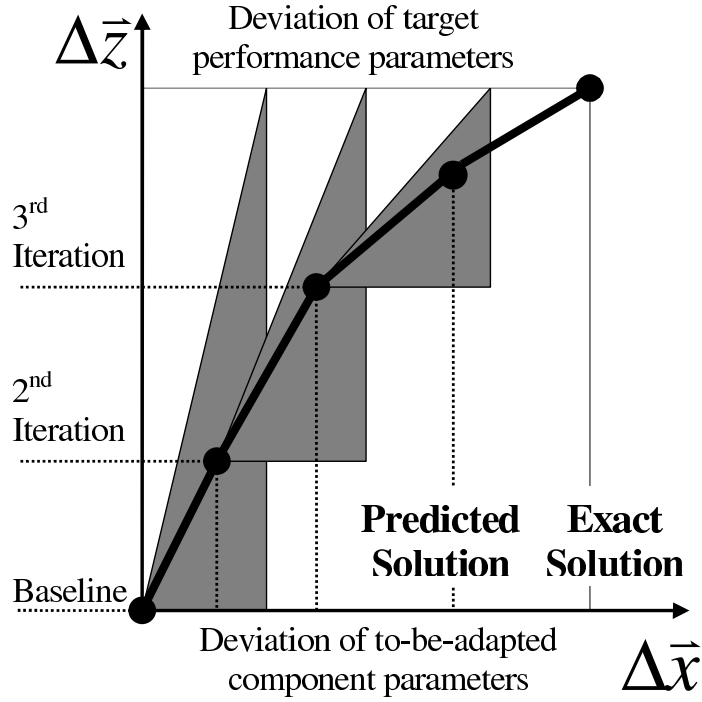 Δz⃗
Deviation of target
performance parameters
3rd
Iteration
2nd
Iteration
Predicted
Solution
Exact
Solution
Baseline
Deviation of to-be-adapted
component parameters
Δx⃗